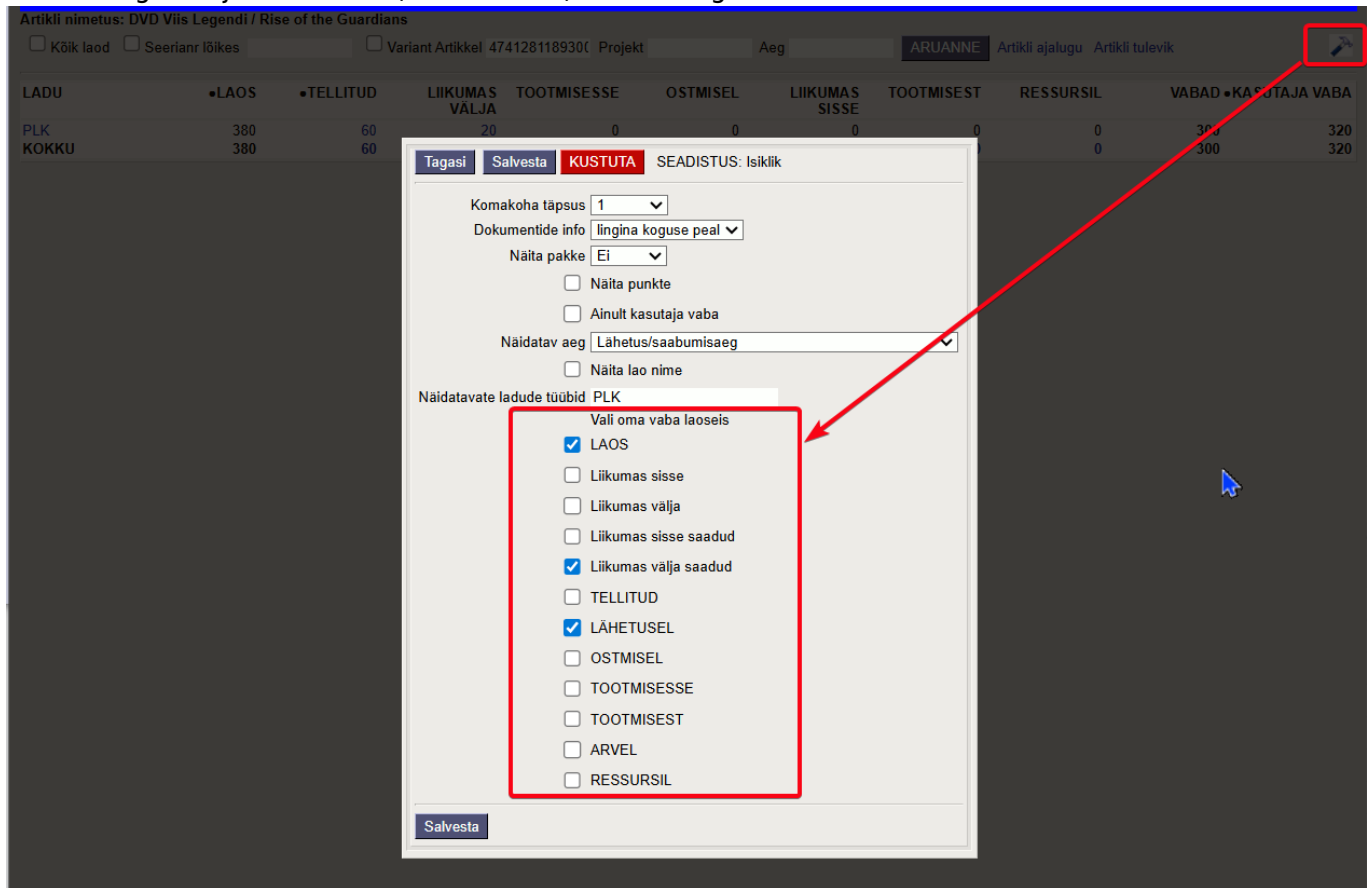 Artikli nimetus: DVD Viis Legendi / Rise of the Guardians
Kõik laod Seerianr lõikes Variant Artikkel 474128118930( Projekt Aeg ARUANNE Artikli ajalugu Artikli tulevik
LADU •LAOS •TELLITUD LIIKUMAS VÄLJA TOOTMISESSE OSTMISEL LIIKUMAS SISSE TOOTMISEST RESSURSIL VABAD •KASUTAJA VABA
PLK 380 60 20 0 0 0 0 0 300 320
KOKKU 380 60 0 300 320
Tagasi Salvesta KUSTUTA SEADISTUS: Isiklik
Komakoha täpsus 1
Dokumentide info lingina koguse peal
Näita pakke Ei
Näita punkte
Ainult kasutaja vaba
Näidatav aeg Lähetus/saabumisaeg
Näita lao nime
Näidatavate ladude tüübid PLK
Vali oma vaba laoseis
LAOS
Liikumas sisse
Liikumas välja
Liikumas sisse saadud
Liikumas välja saadud
TELLITUD
LÄHETUSEL
OSTMISEL
TOOTMISESSE
TOOTMISEST
ARVEL
RESSURSIL
Salvesta